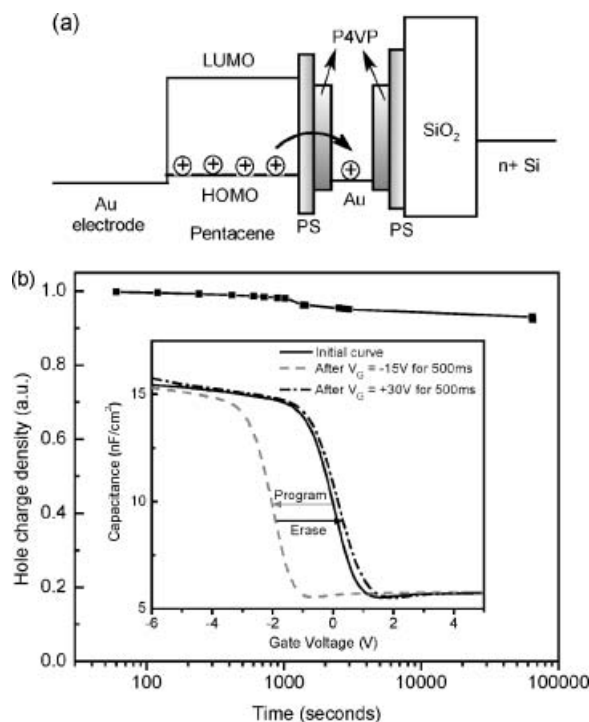 (a)
P4VP
LUMO
SiO2
n+ Si
HOMO
Au
Au
electrode
Pentacene
PS
PS
(b)
1.0
0.8
0.6
0.4
0.2
0.0
Hole charge density (a.u.)
Initial curve
After VG = -15V for 500ms
After VG = +30V for 500ms
15
10
5
Capacitance (nF/cm²)
Program
Erase
-6 -4 -2 0 2 4
Gate Voltage (V)
100 1000 10000 100000
Time (seconds)